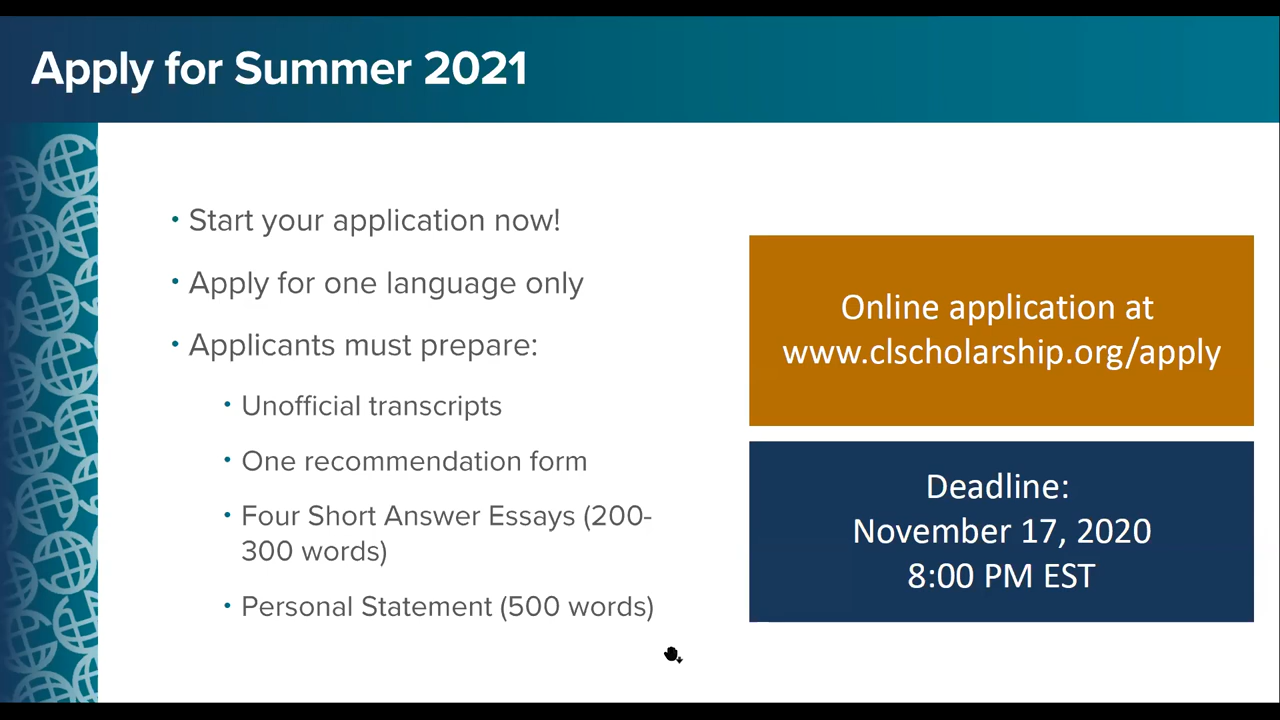 Apply for Summer 2021
• Start your application now!
• Apply for one language only
• Applicants must prepare:
• Unofficial transcripts
• One recommendation form
• Four Short Answer Essays (200-
300 words)
• Personal Statement (500 words)
Online application at
www.clscholarship.org/apply
Deadline:
November 17, 2020
8:00 PM EST